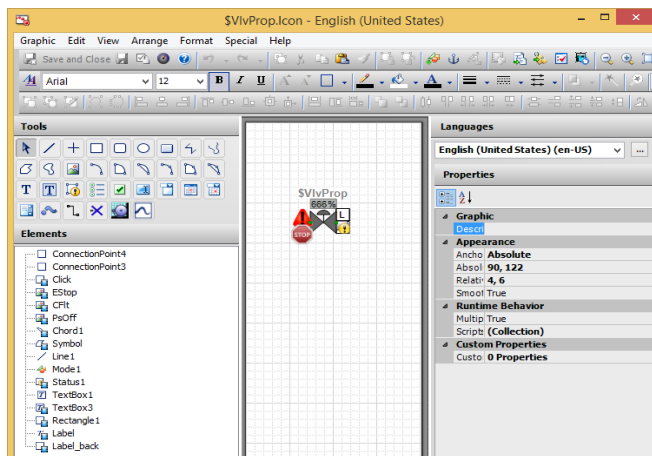 $VlvProp.Icon - English (United States)
Graphic Edit View Arrange Format Special Help
Save and Close
Arial 12 B I U A
Tools
T T
Elements
ConnectionPoint4
ConnectionPoint3
Click
EStop
CFlt
PsOff
Chord1
Symbol
Line1
Mode1
Status1
TextBox1
TextBox3
Rectangle1
Label
Label_back
$VlvProp
666%
L
STOP
Languages
English (United States) (en-US)
...
Properties
Graphic
Descri
Appearance
Ancho Absolute
Absol 90, 122
Relati 4, 6
Smoot True
Runtime Behavior
Multip True
Scripts (Collection)
Custom Properties
Custo 0 Properties